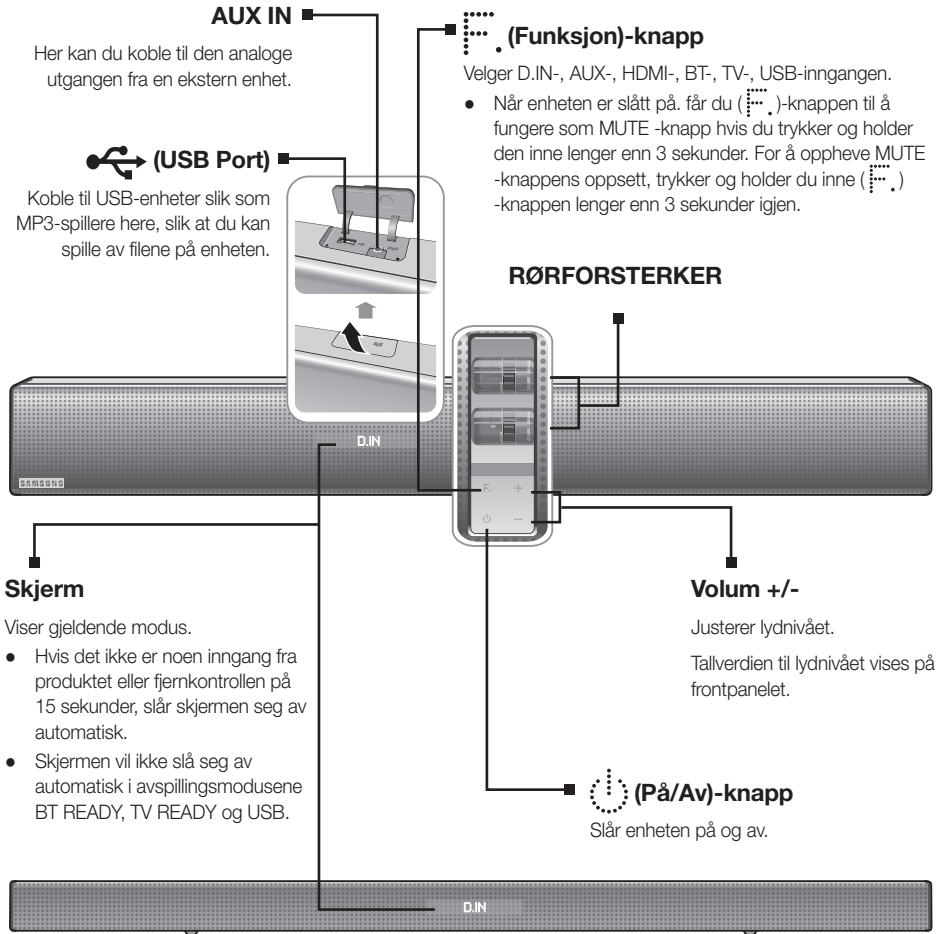 AUX IN
Her kan du koble til den analoge
utgangen fra en ekstern enhet.
(USB Port)
Koble til USB-enheter slik som
MP3-spillere here, slik at du kan
spille av filene på enheten.
F. (Funksjon)-knapp
Velger D.IN-, AUX-, HDMI-, BT-, TV-, USB-inngangen.
● Når enheten er slått på. får du (F.)-knappen til å
fungere som MUTE -knapp hvis du trykker og holder
den inne lenger enn 3 sekunder. For å oppheve MUTE
-knappens oppsett, trykker og holder du inne (F.)
-knappen lenger enn 3 sekunder igjen.
RØRFORSTERKER
D.IN
SAMSUNG
F. +
-
Skjerm
Viser gjeldende modus.
● Hvis det ikke er noen inngang fra
produktet eller fjernkontrollen på
15 sekunder, slår skjermen seg av
automatisk.
● Skjermen vil ikke slå seg av
automatisk i avspillingsmodusene
BT READY, TV READY og USB.
Volum +/-
Justerer lydnivået.
Tallverdien til lydnivået vises på
frontpanelet.
(På/Av)-knapp
Slår enheten på og av.
D.IN